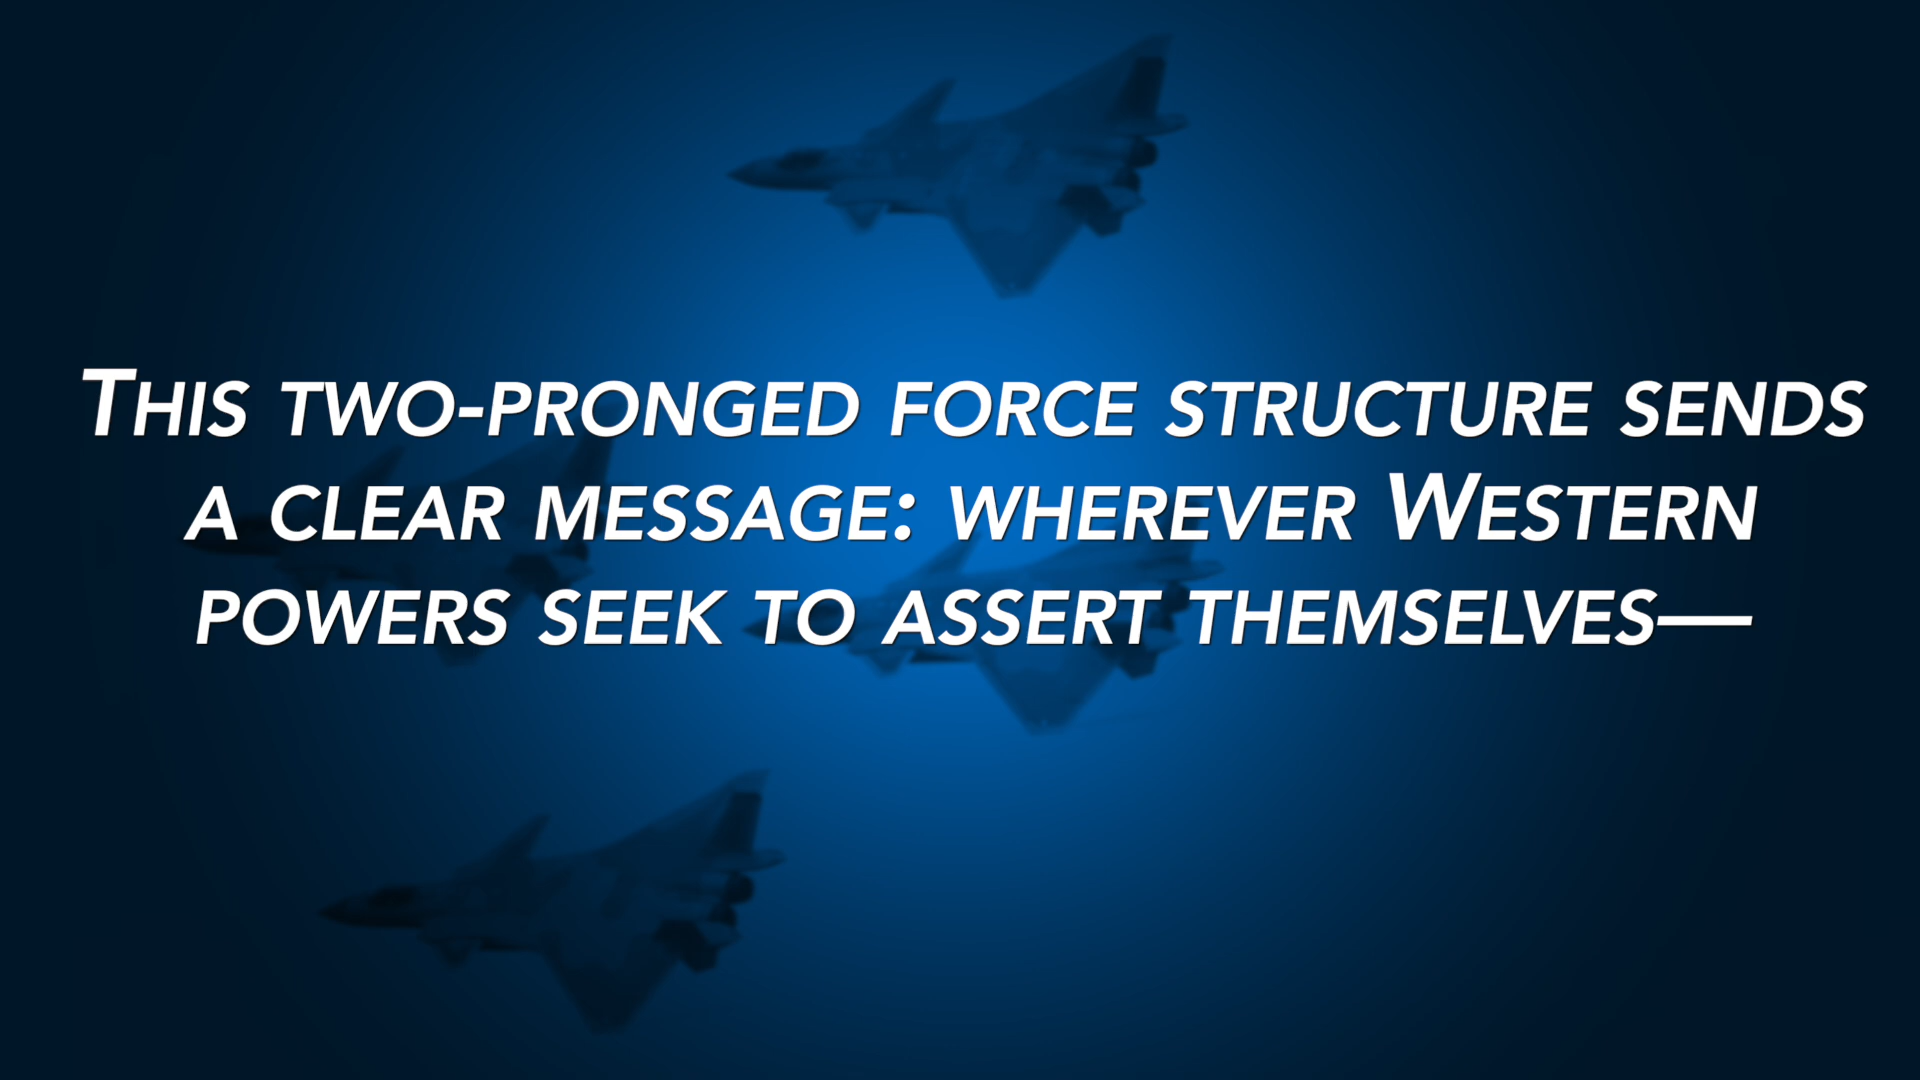 This two-pronged force structure sends
a clear message: wherever Western
powers seek to assert themselves—